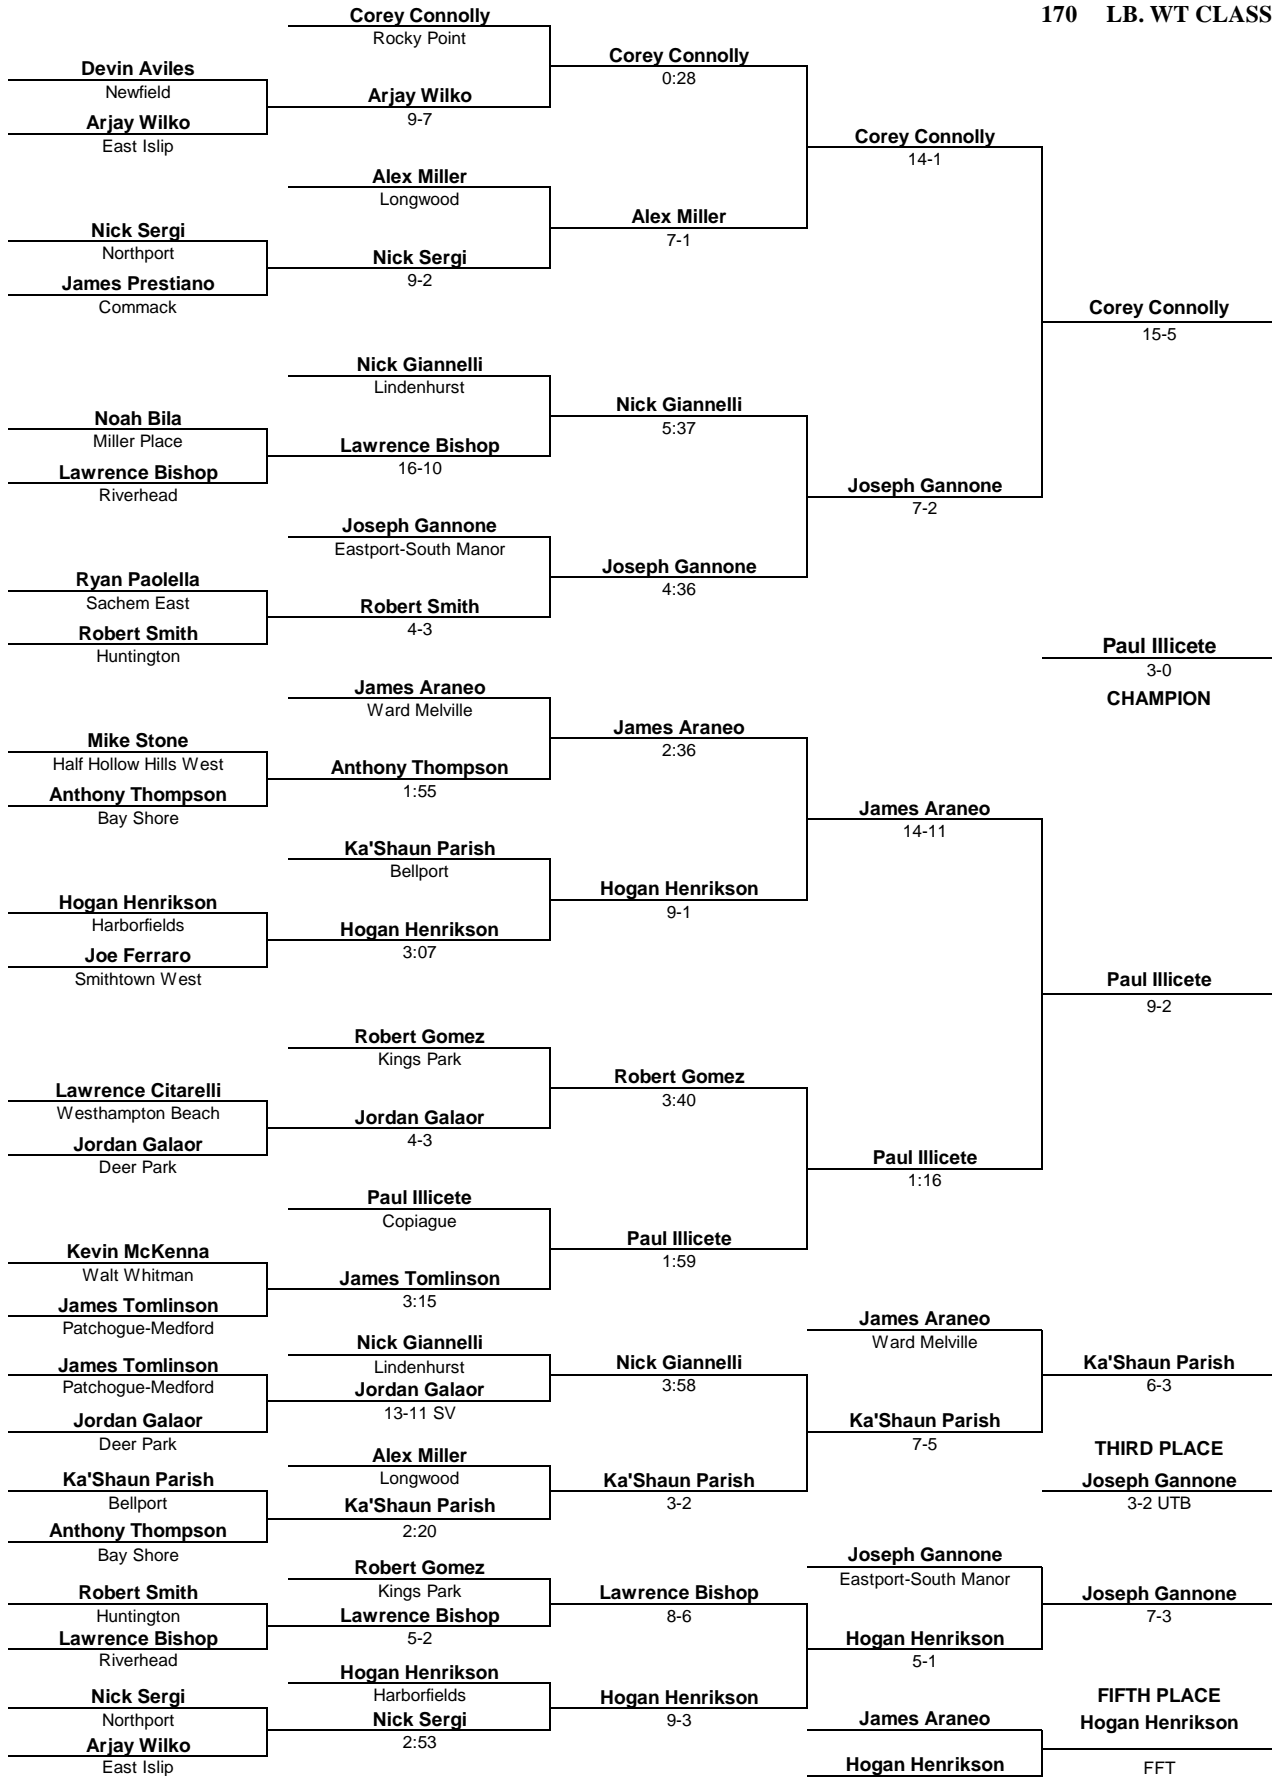 170 LB. WT CLASS
Corey Connolly
Rocky Point
Corey Connolly
0:28
Devin Aviles
Newfield
Arjay Wilko
9-7
Arjay Wilko
East Islip
Corey Connolly
14-1
Alex Miller
Longwood
Alex Miller
7-1
Nick Sergi
Northport
Nick Sergi
9-2
James Prestiano
Commack
Corey Connolly
15-5
Nick Giannelli
Lindenhurst
Nick Giannelli
5:37
Noah Bila
Miller Place
Lawrence Bishop
16-10
Lawrence Bishop
Riverhead
Joseph Gannone
7-2
Joseph Gannone
Eastport-South Manor
Joseph Gannone
4:36
Ryan Paolella
Sachem East
Robert Smith
4-3
Robert Smith
Huntington
Paul Illicete
3-0
CHAMPION
James Araneo
Ward Melville
James Araneo
2:36
Mike Stone
Half Hollow Hills West
Anthony Thompson
1:55
Anthony Thompson
Bay Shore
James Araneo
14-11
Ka'Shaun Parish
Bellport
Hogan Henrikson
9-1
Hogan Henrikson
Harborfields
Hogan Henrikson
3:07
Joe Ferraro
Smithtown West
Paul Illicete
9-2
Robert Gomez
Kings Park
Robert Gomez
3:40
Lawrence Citarelli
Westhampton Beach
Jordan Galaor
4-3
Jordan Galaor
Deer Park
Paul Illicete
1:16
Paul Illicete
Copiague
Paul Illicete
1:59
Kevin McKenna
Walt Whitman
James Tomlinson
3:15
James Tomlinson
Patchogue-Medford
James Araneo
Ward Melville
Nick Giannelli
Lindenhurst
Nick Giannelli
3:58
Ka'Shaun Parish
6-3
James Tomlinson
Patchogue-Medford
Jordan Galaor
13-11 SV
Jordan Galaor
Deer Park
Ka'Shaun Parish
7-5
THIRD PLACE
Joseph Gannone
3-2 UTB
Alex Miller
Longwood
Ka'Shaun Parish
3-2
Ka'Shaun Parish
Bellport
Ka'Shaun Parish
2:20
Anthony Thompson
Bay Shore
Joseph Gannone
Eastport-South Manor
Robert Gomez
Kings Park
Lawrence Bishop
8-6
Joseph Gannone
7-3
Robert Smith
Huntington
Lawrence Bishop
5-2
Lawrence Bishop
Riverhead
Hogan Henrikson
5-1
Hogan Henrikson
Harborfields
Hogan Henrikson
9-3
Nick Sergi
Northport
Nick Sergi
2:53
Arjay Wilko
East Islip
FIFTH PLACE
James Araneo
Hogan Henrikson
Hogan Henrikson
FFT